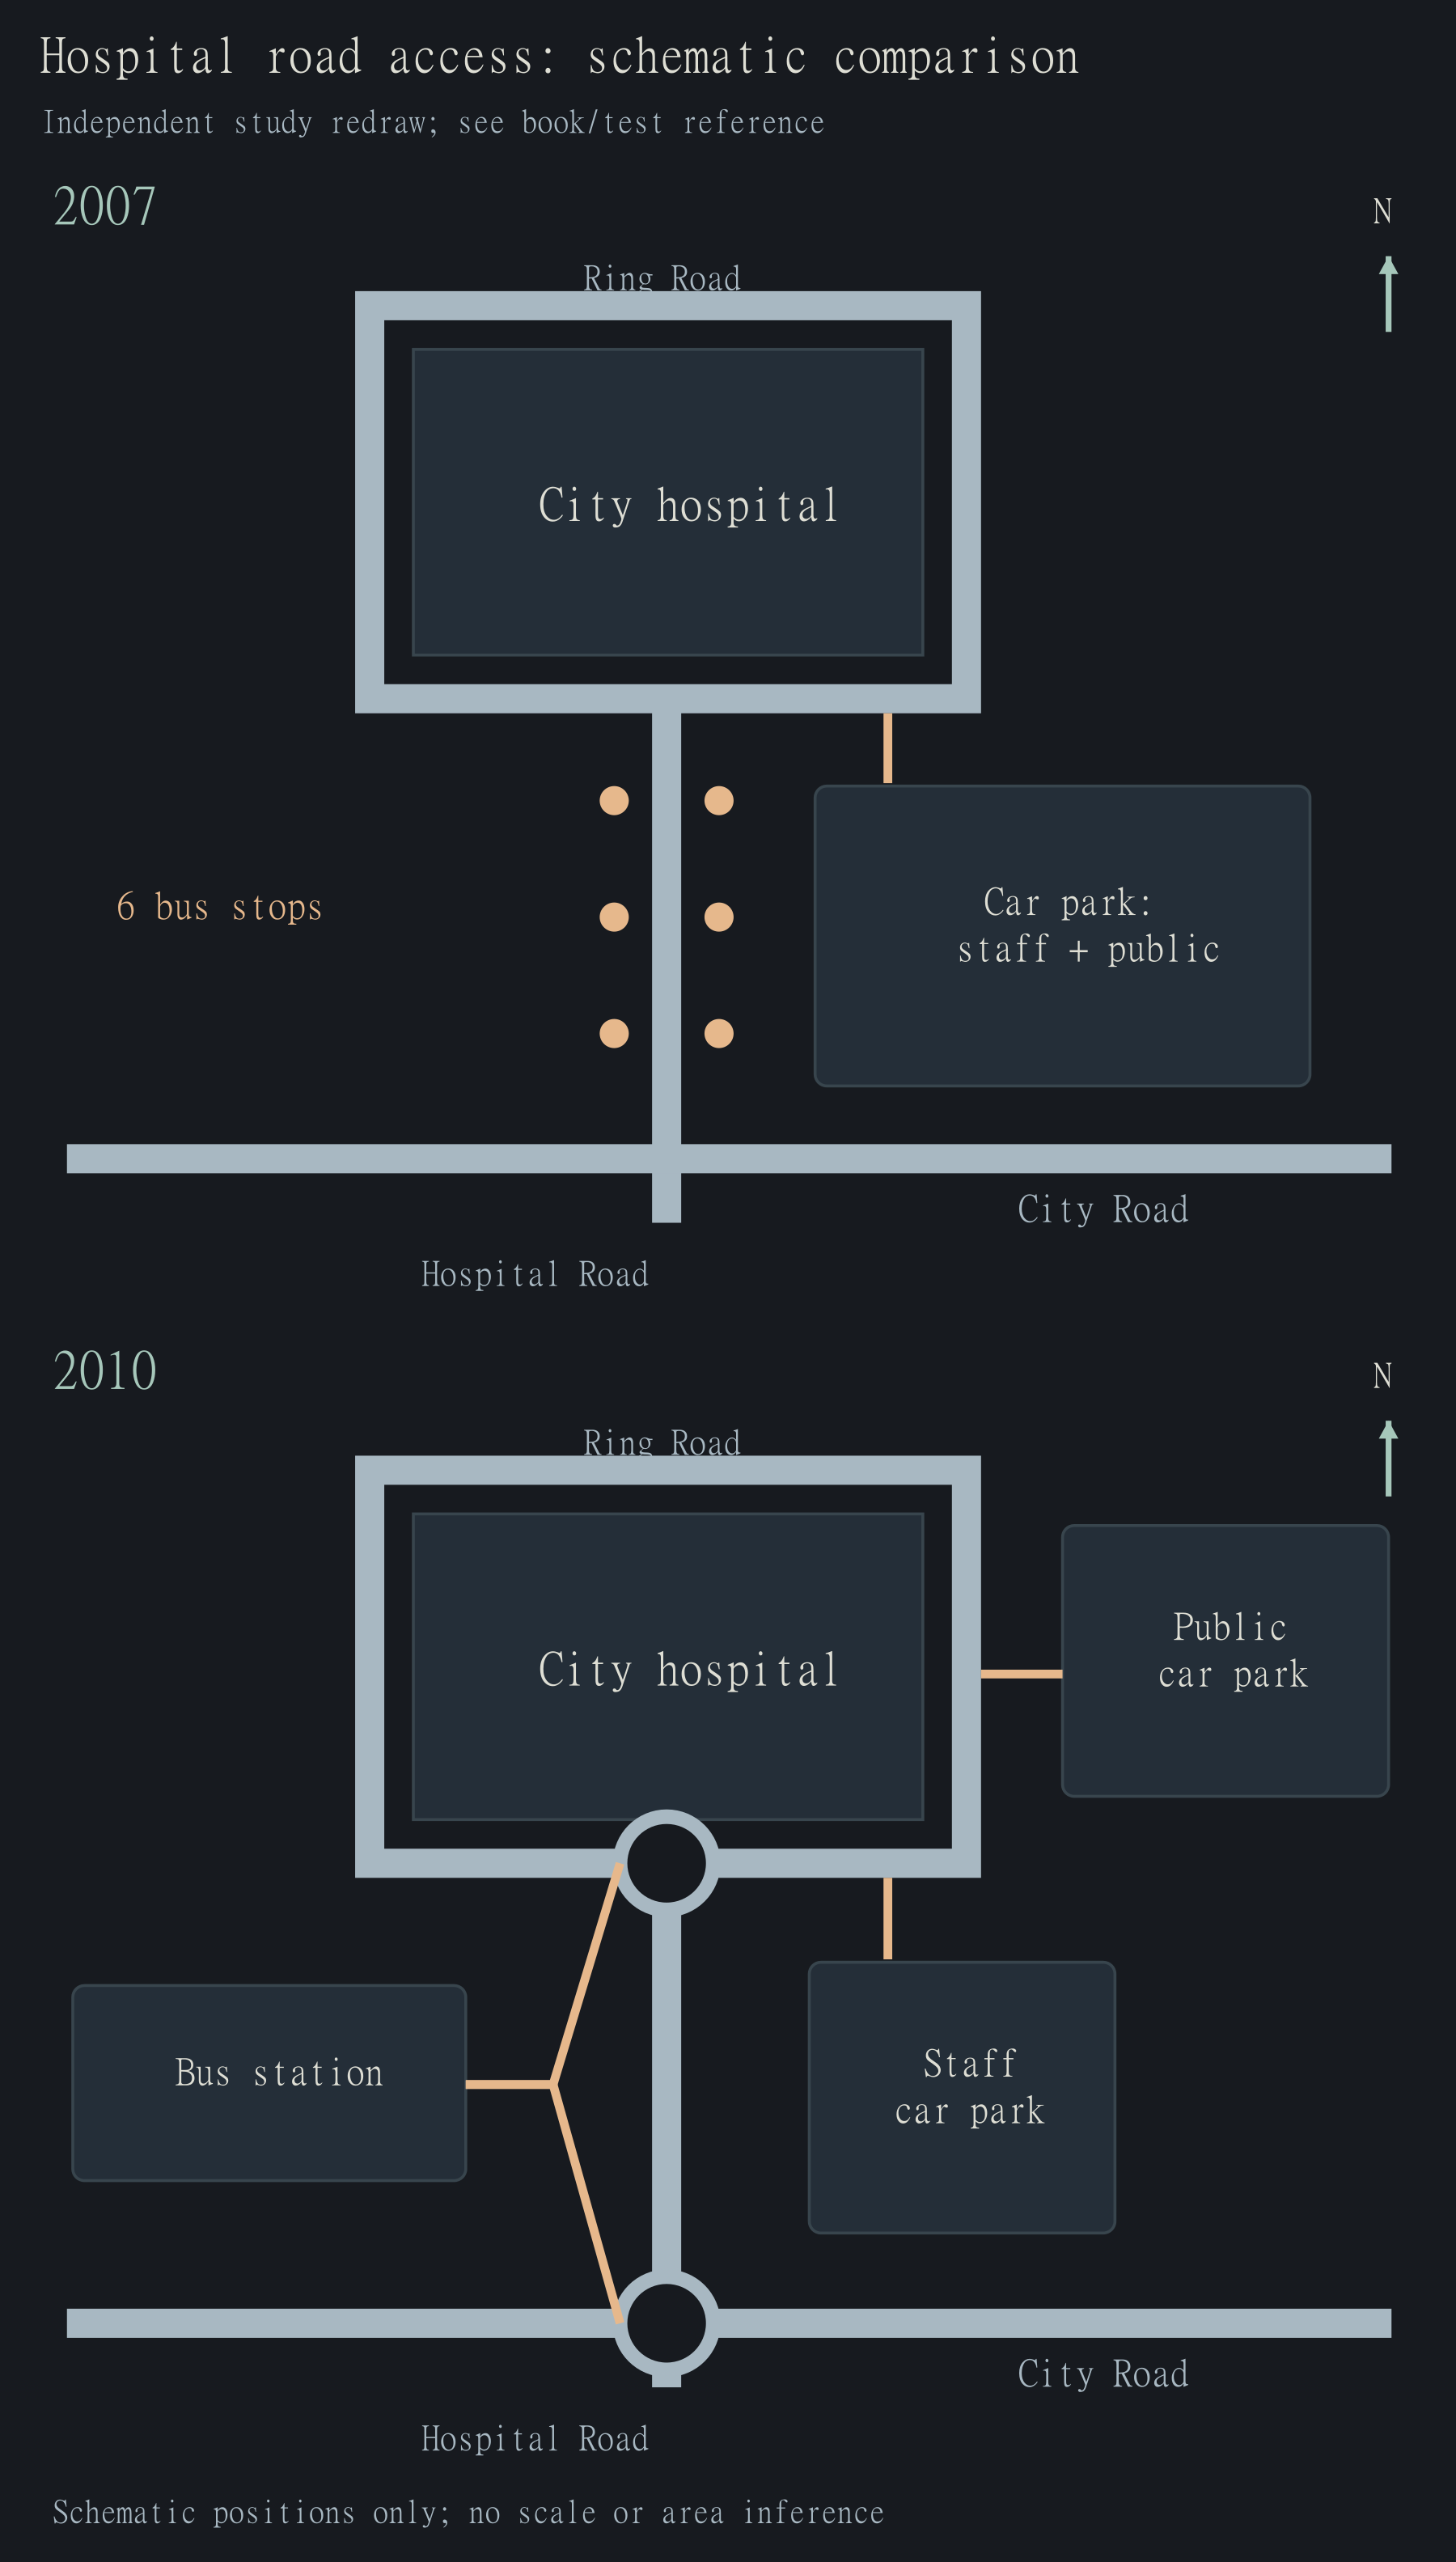 Hospital road access: schematic comparison
Independent study redraw; see book/test reference
2007
N
Ring Road
City hospital
6 bus stops
Car park:
staff + public
City Road
Hospital Road
2010
N
Ring Road
City hospital
Public
car park
Bus station
Staff
car park
City Road
Hospital Road
Schematic positions only; no scale or area inference